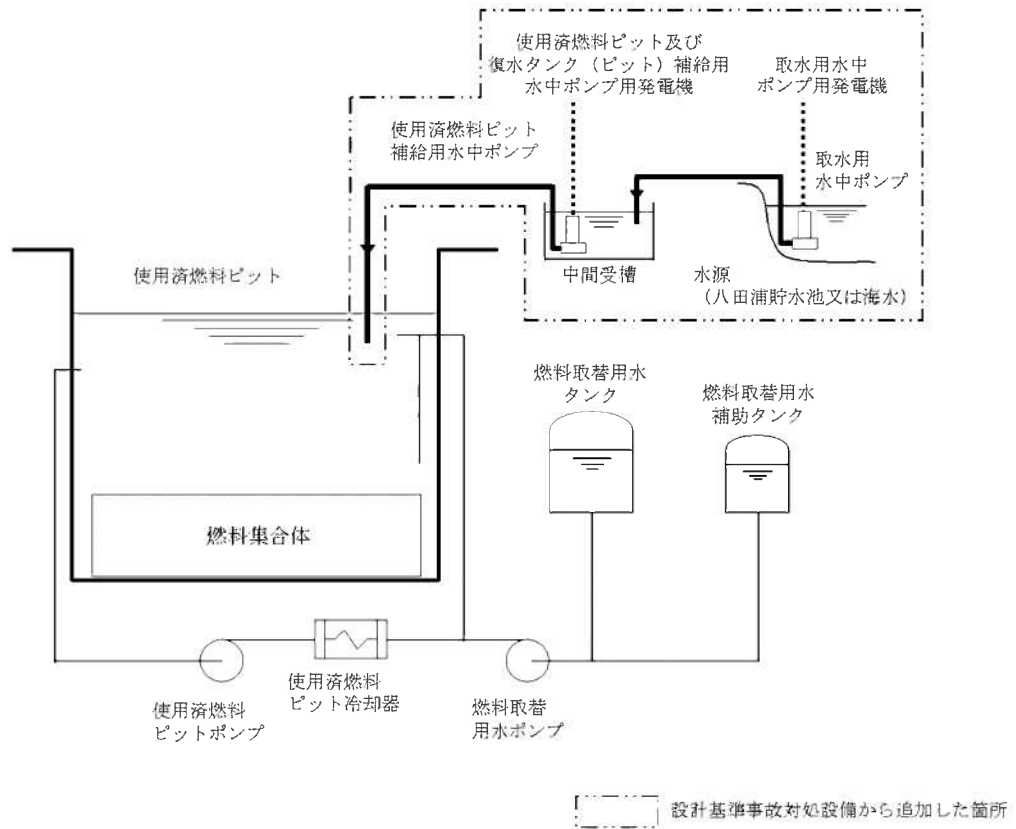 使用済燃料ピット及び
復水タンク（ピット）補給用
水中ポンプ用発電機
取水用水中
ポンプ用発電機
使用済燃料ピット
補給用水中ポンプ
取水用
水中ポンプ
使用済燃料ピット
中間受槽
水源
（八田浦貯水池又は海水）
燃料取替用水
タンク
燃料取替用水
補助タンク
燃料集合体
使用済燃料
ピットポンプ
使用済燃料
ピット冷却器
燃料取替
用水ポンプ
設計基準事故対処設備から追加した箇所